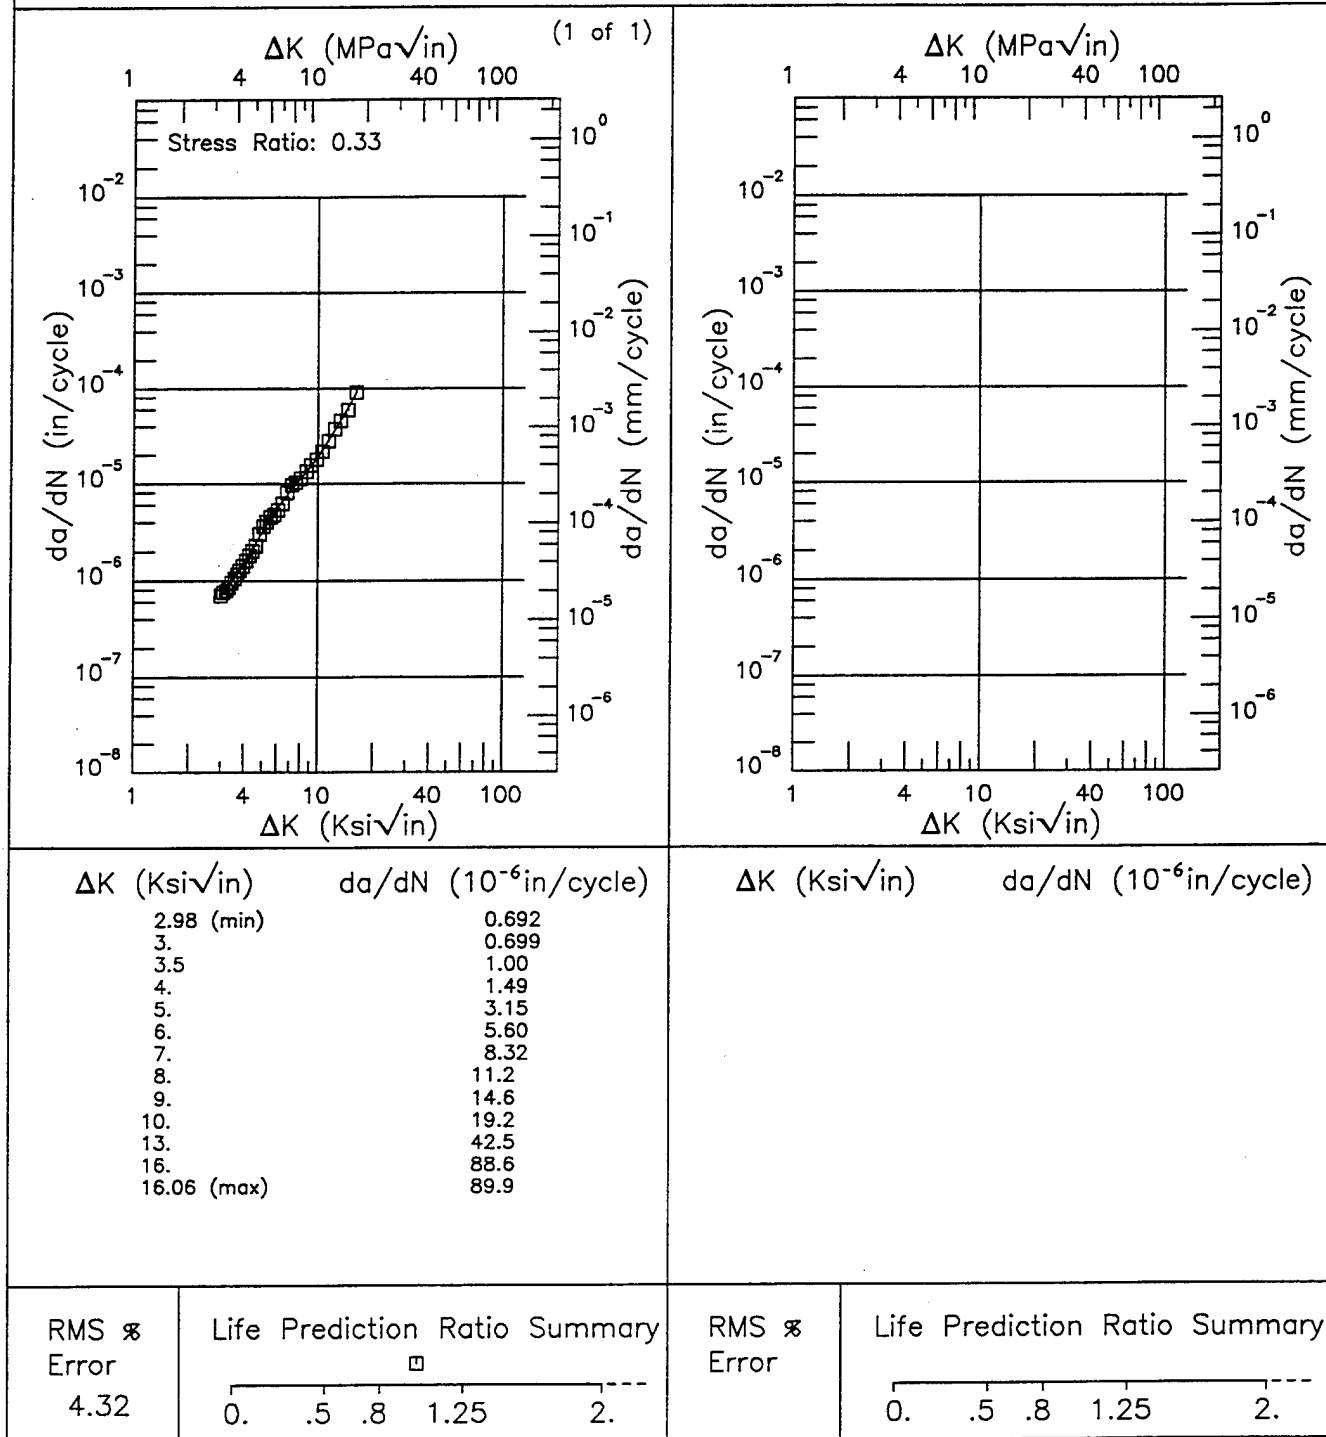 (1 of 1)
ΔK (MPa√in)
1 4 10 40 100
Stress Ratio: 0.33
10⁰
10⁻²
10⁻¹
10⁻³
10⁻²
10⁻⁴
10⁻³
10⁻⁵
10⁻⁴
10⁻⁶
10⁻⁵
10⁻⁷
10⁻⁶
10⁻⁸
da/dN (in/cycle)
da/dN (mm/cycle)
1 4 10 40 100
ΔK (Ksi√in)
ΔK (MPa√in)
1 4 10 40 100
10⁰
10⁻²
10⁻¹
10⁻³
10⁻²
10⁻⁴
10⁻³
10⁻⁵
10⁻⁴
10⁻⁶
10⁻⁵
10⁻⁷
10⁻⁶
10⁻⁸
da/dN (in/cycle)
da/dN (mm/cycle)
1 4 10 40 100
ΔK (Ksi√in)
ΔK (Ksi√in) da/dN (10⁻⁶in/cycle)
2.98 (min) 0.692
3. 0.699
3.5 1.00
4. 1.49
5. 3.15
6. 5.60
7. 8.32
8. 11.2
9. 14.6
10. 19.2
13. 42.5
16. 88.6
16.06 (max) 89.9
ΔK (Ksi√in) da/dN (10⁻⁶in/cycle)
RMS %
Error
4.32
Life Prediction Ratio Summary
0. .5 .8 1.25 2.
RMS %
Error
Life Prediction Ratio Summary
0. .5 .8 1.25 2.